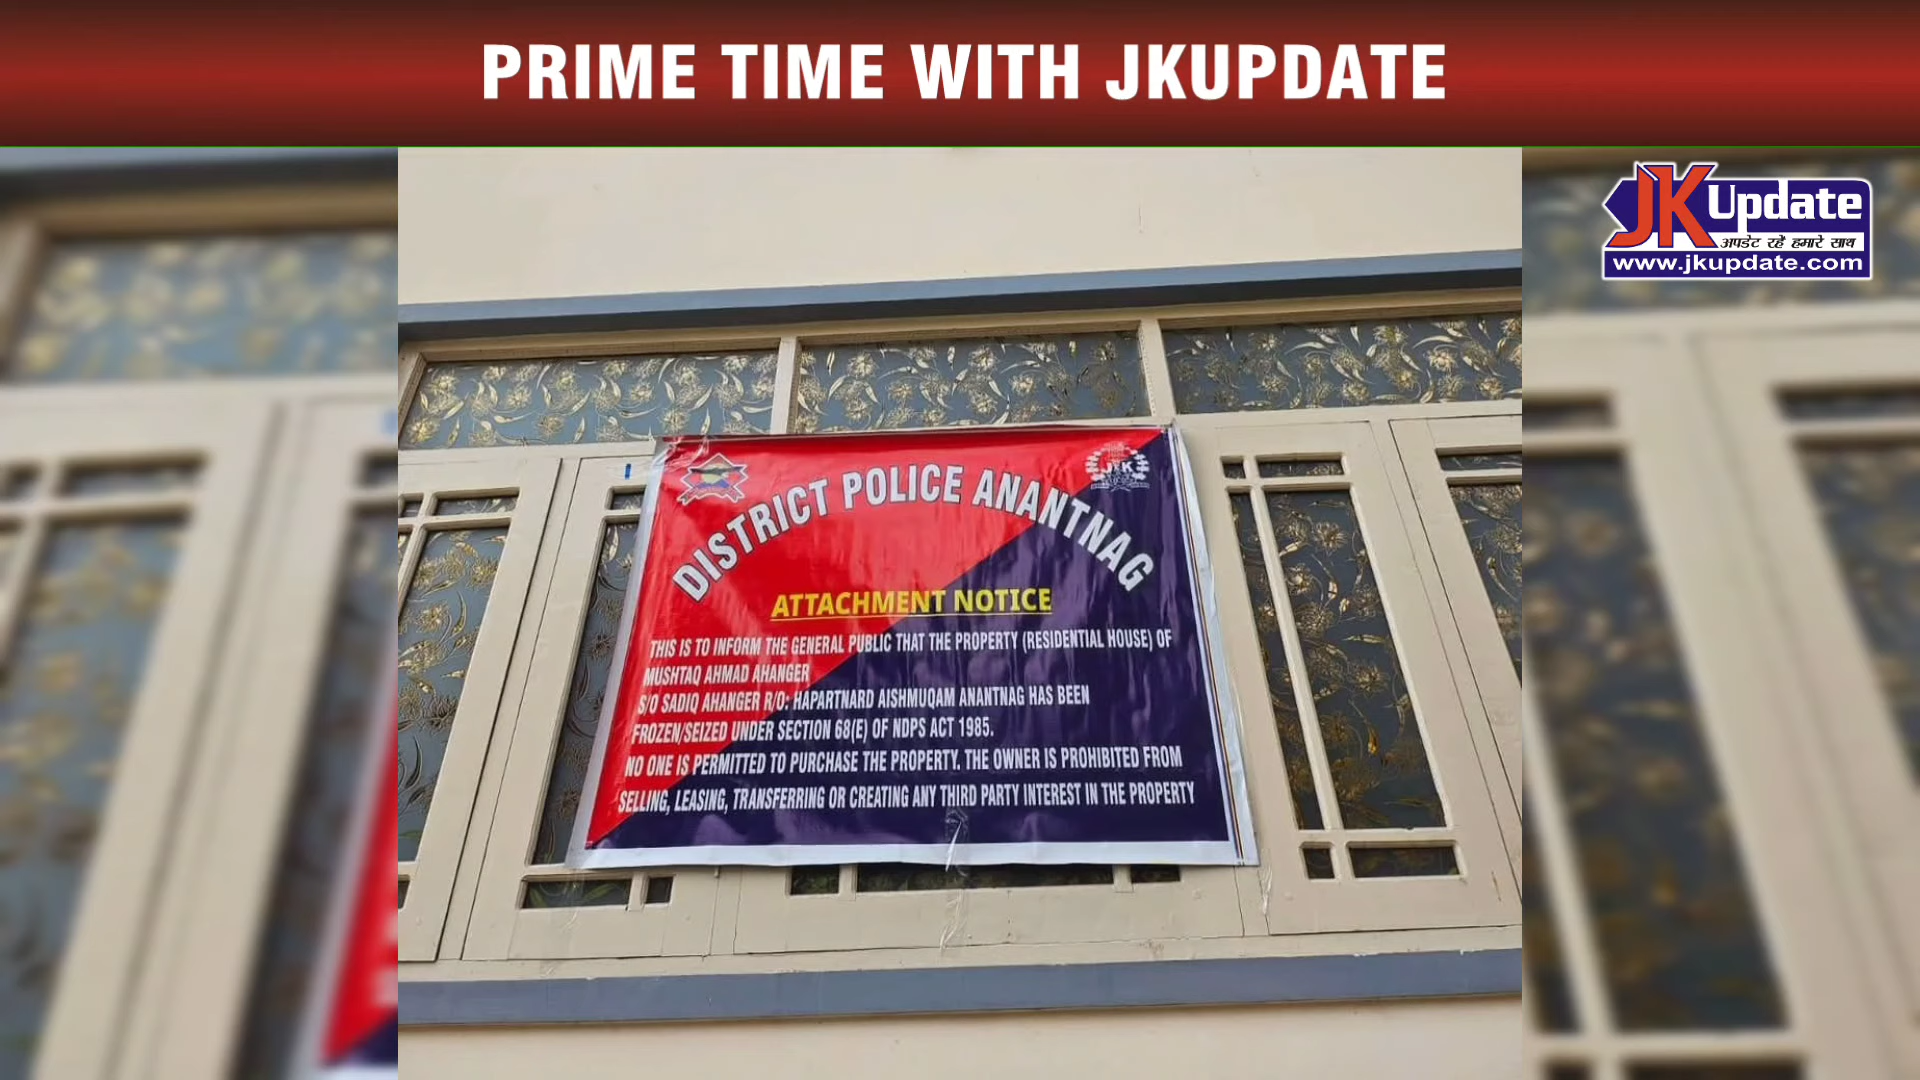 PRIME TIME WITH JKUPDATE
JK Update
अपडेट रहें हमारे साथ
www.jkupdate.com
J&K
DISTRICT POLICE ANANTNAG
ATTACHMENT NOTICE
THIS IS TO INFORM THE GENERAL PUBLIC THAT THE PROPERTY (RESIDENTIAL HOUSE) OF
MUSHTAQ AHMAD AHANGER
S/O SADIQ AHANGER R/O: HAPARTNARD AISHMUQAM ANANTNAG HAS BEEN
FROZEN/SEIZED UNDER SECTION 68(E) OF NDPS ACT 1985.
NO ONE IS PERMITTED TO PURCHASE THE PROPERTY. THE OWNER IS PROHIBITED FROM
SELLING, LEASING, TRANSFERRING OR CREATING ANY THIRD PARTY INTEREST IN THE PROPERTY